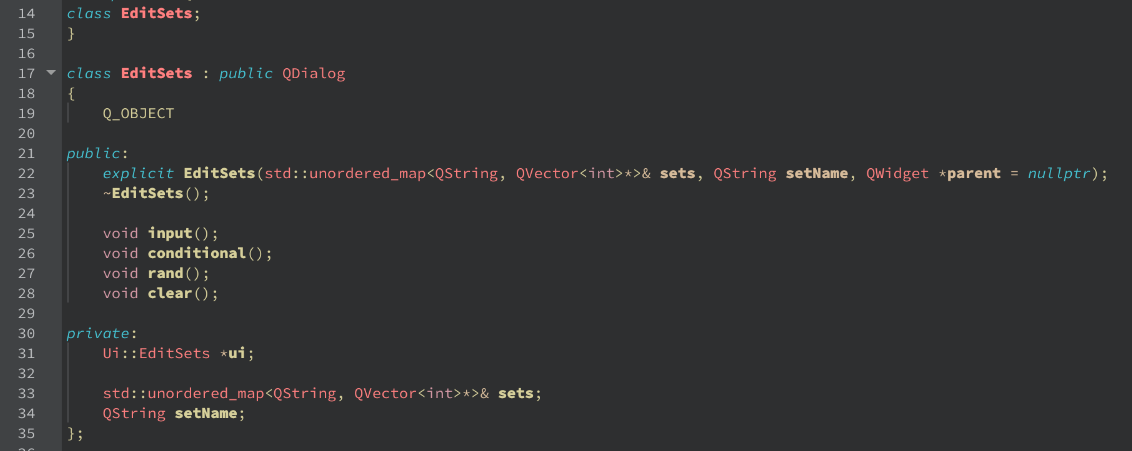 14 class EditSets;
15 }
16
17 class EditSets : public QDialog
18 {
19     Q_OBJECT
20
21 public:
22     explicit EditSets(std::unordered_map<QString, QVector<int>*>& sets, QString setName, QWidget *parent = nullptr);
23     ~EditSets();
24
25     void input();
26     void conditional();
27     void rand();
28     void clear();
29
30 private:
31     Ui::EditSets *ui;
32
33     std::unordered_map<QString, QVector<int>*>& sets;
34     QString setName;
35 };